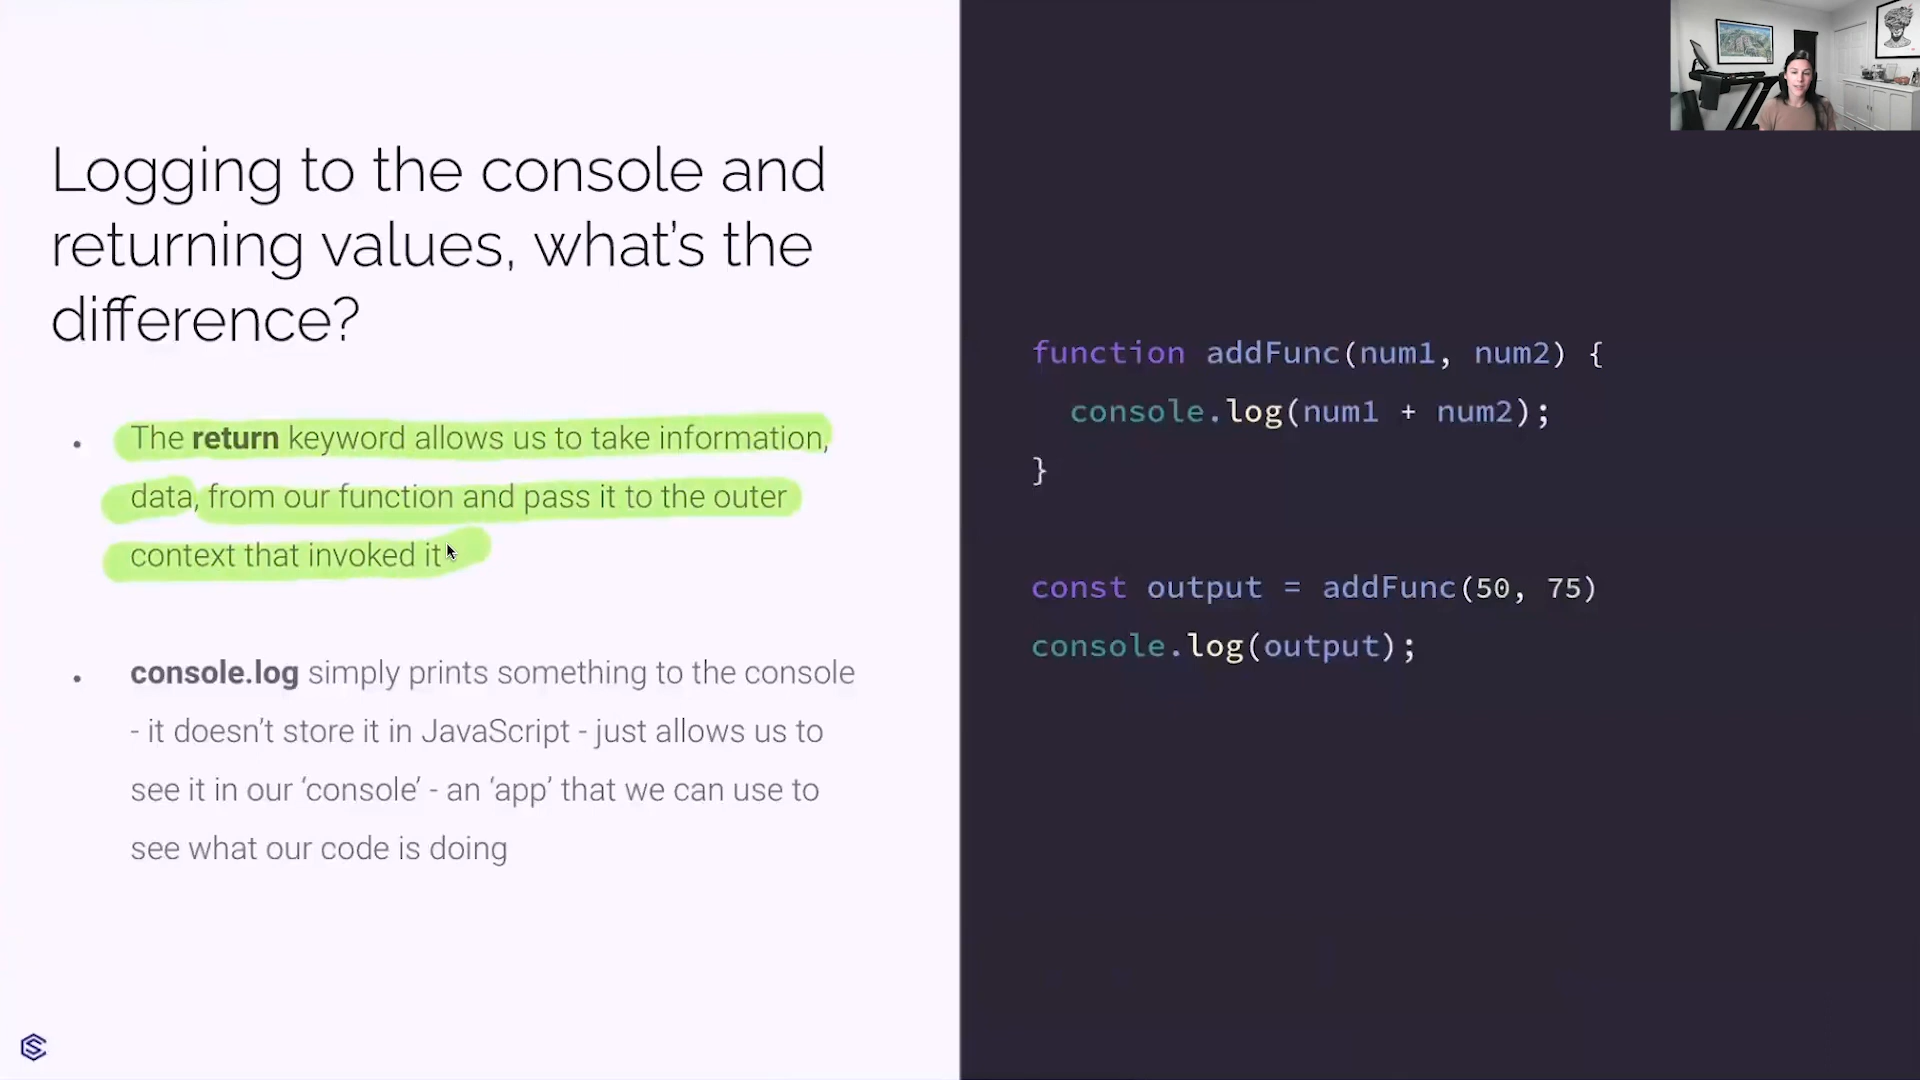 Logging to the console and
returning values, what's the
difference?
• The return keyword allows us to take information,
data, from our function and pass it to the outer
context that invoked it
• console.log simply prints something to the console
- it doesn't store it in JavaScript - just allows us to
see it in our ‘console’ - an ‘app’ that we can use to
see what our code is doing
function addFunc(num1, num2) {
  console.log(num1 + num2);
}
const output = addFunc(50, 75)
console.log(output);